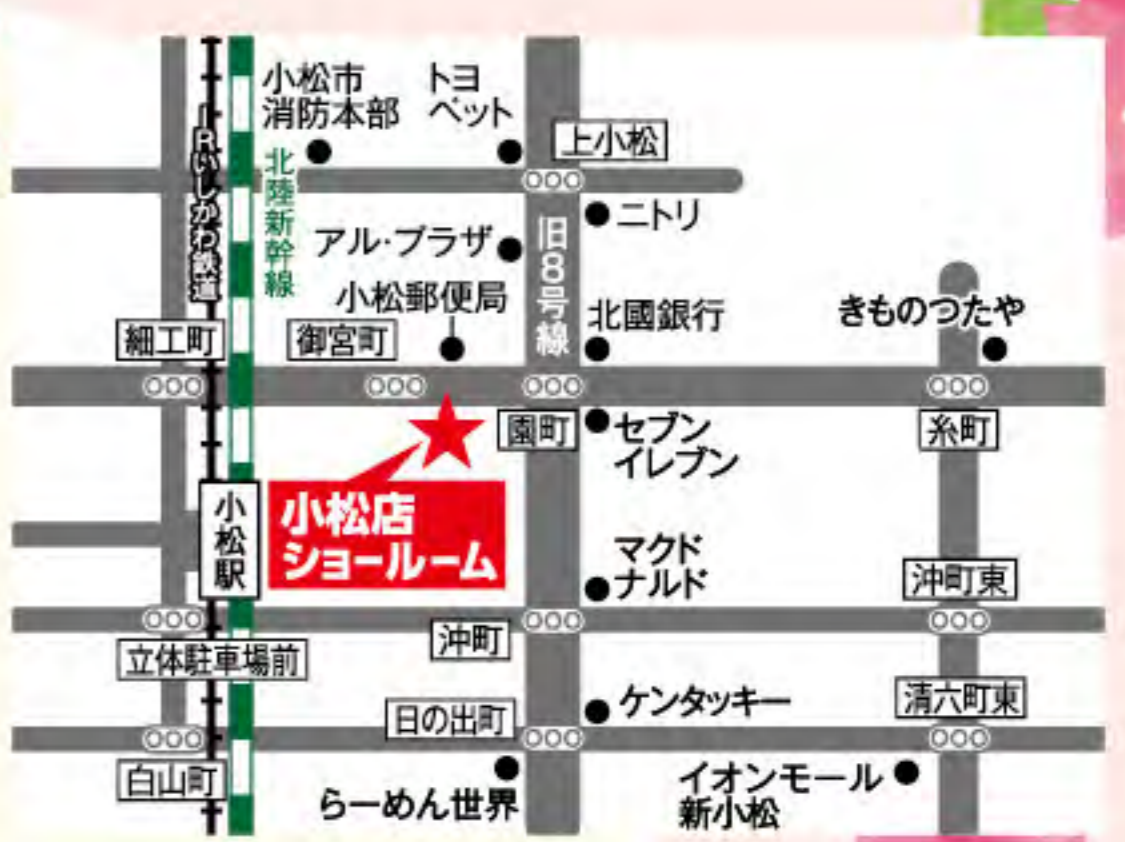 小松市
消防本部
トヨ
ペット
上小松
IRいしかわ鉄道
北陸新幹線
ニトリ
アル・プラザ
旧8号線
小松郵便局
北國銀行
きものつたや
細工町
御宮町
園町
セブン
イレブン
糸町
小松駅
小松店
ショールーム
マクド
ナルド
沖町東
沖町
立体駐車場前
ケンタッキー
清六町東
日の出町
白山町
らーめん世界
イオンモール
新小松